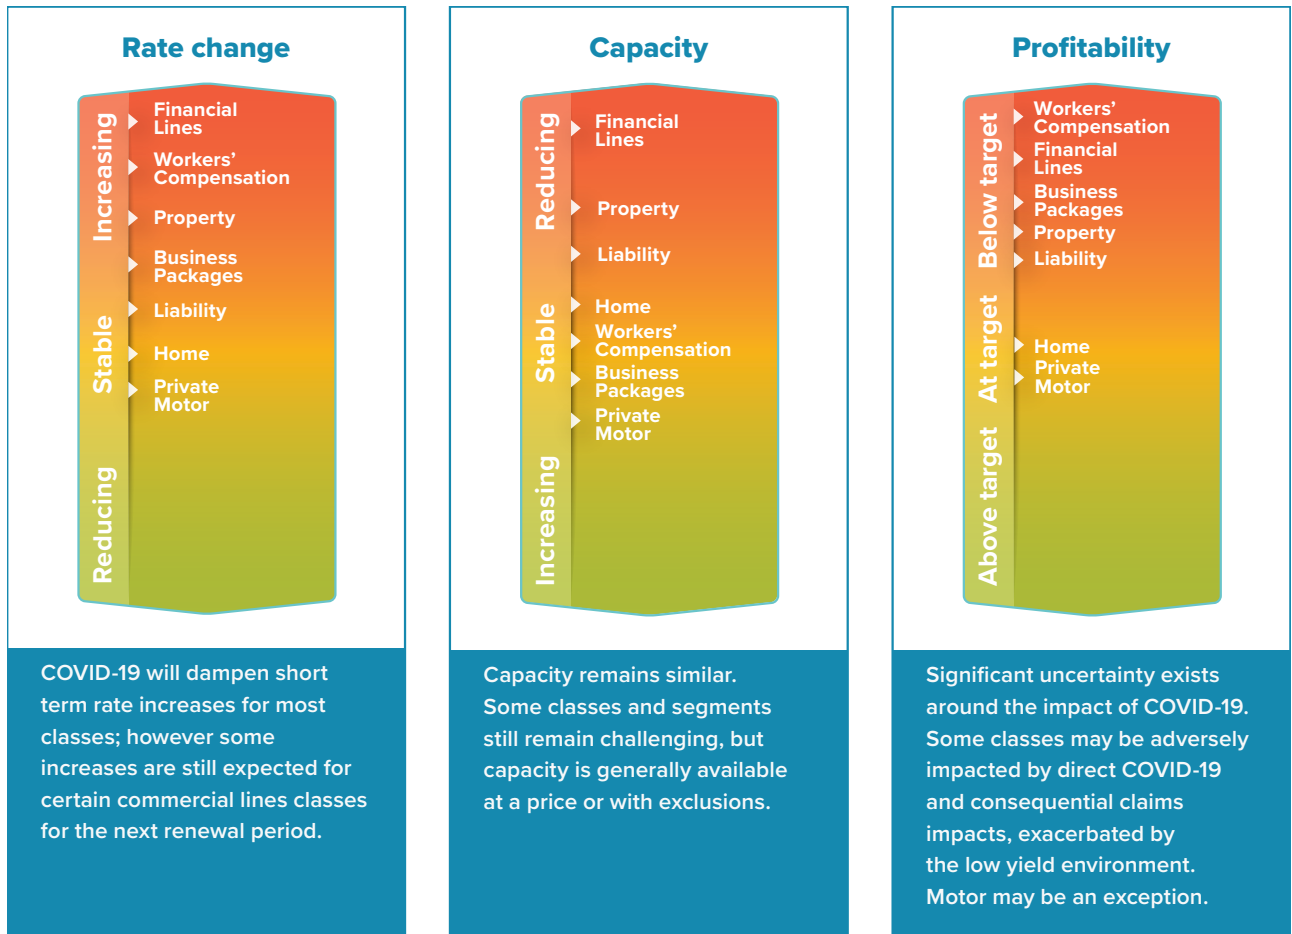 Rate change
Increasing
Stable
Reducing
Financial
Lines
Workers’
Compensation
Property
Business
Packages
Liability
Home
Private
Motor
COVID-19 will dampen short
term rate increases for most
classes; however some
increases are still expected for
certain commercial lines classes
for the next renewal period.
Capacity
Reducing
Stable
Increasing
Financial
Lines
Property
Liability
Home
Workers’
Compensation
Business
Packages
Private
Motor
Capacity remains similar.
Some classes and segments
still remain challenging, but
capacity is generally available
at a price or with exclusions.
Profitability
Below target
At target
Above target
Workers’
Compensation
Financial
Lines
Business
Packages
Property
Liability
Home
Private
Motor
Significant uncertainty exists
around the impact of COVID-19.
Some classes may be adversely
impacted by direct COVID-19
and consequential claims
impacts, exacerbated by
the low yield environment.
Motor may be an exception.